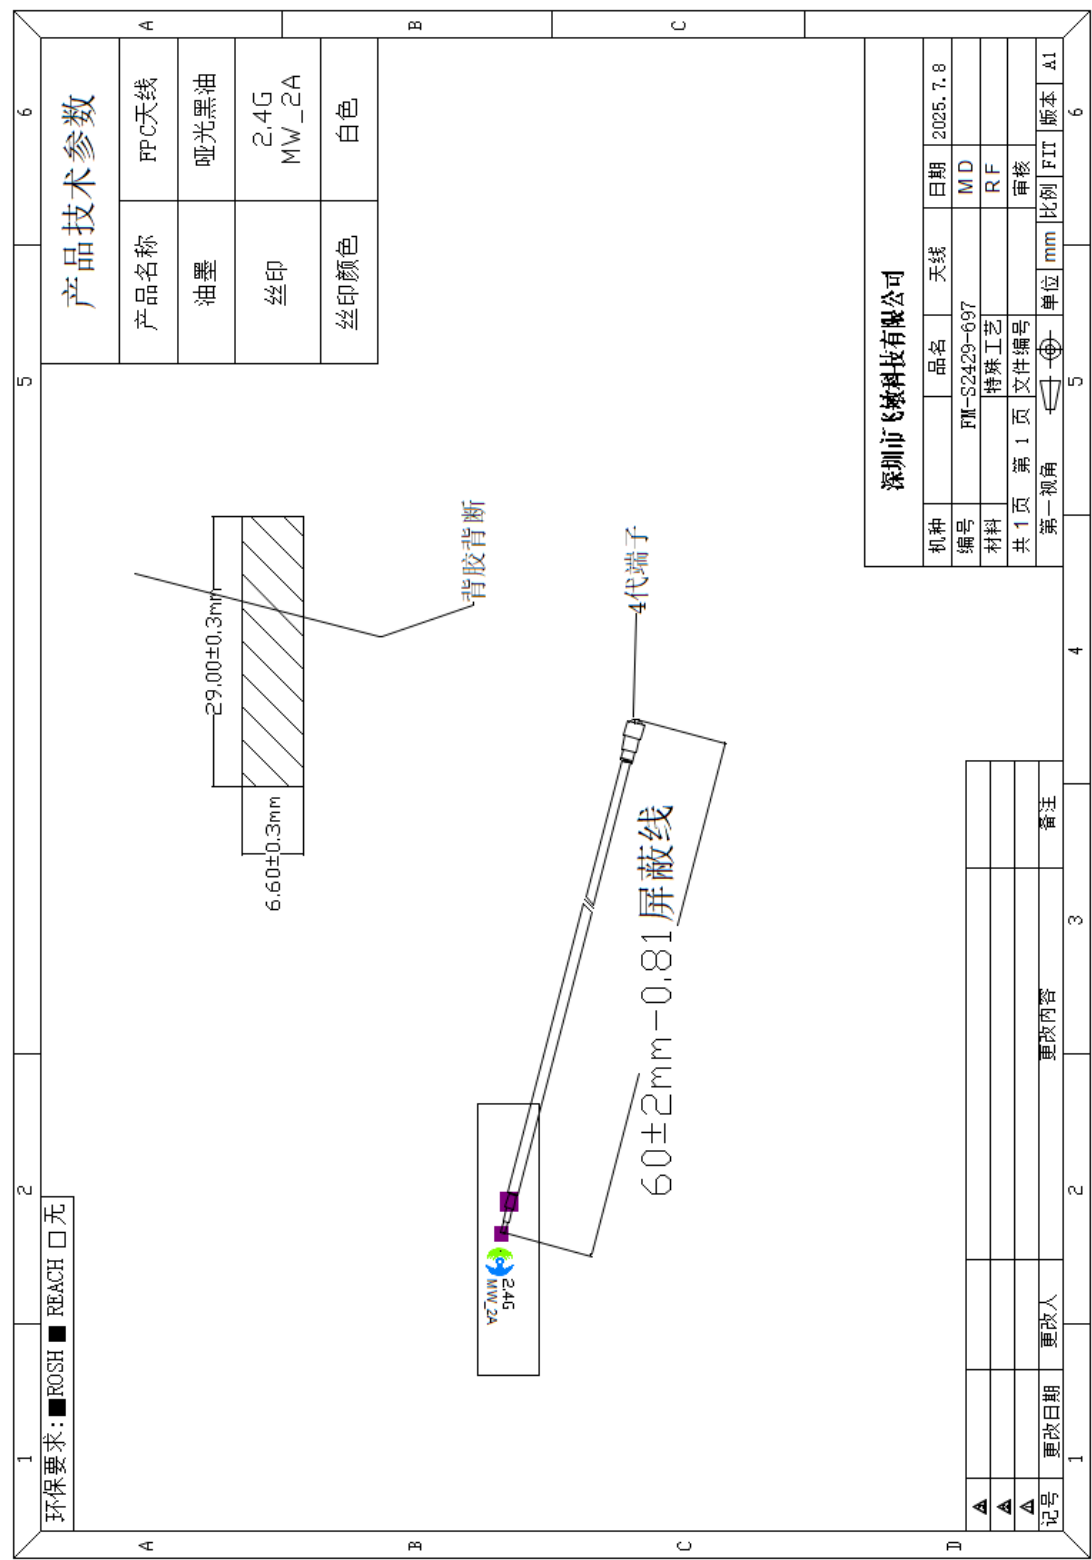 1
2
3
4
5
6
环保要求:■ROSH ■ REACH □ 无
产品技术参数
产品名称 FPC天线
油墨 哑光黑油
丝印 2.4G
MW_2A
丝印颜色 白色
A
A
B
B
C
C
D
29.00±0.3mm
6.60±0.3mm
背胶背断
4代端子
60±2mm-0.81屏蔽线
2.4G
MW_2A
深圳市飞敏科技有限公司
机种 品名 天线 日期 2025.7.8
编号 FM-S2429-697 MD
材料 特殊工艺 RF
共 1 页 第 1 页 文件编号 审核
第一视角 单位 mm 比例 FIT 版本 A1
记号 更改日期 更改人 更改内容 备注
1
2
3
4
5
6